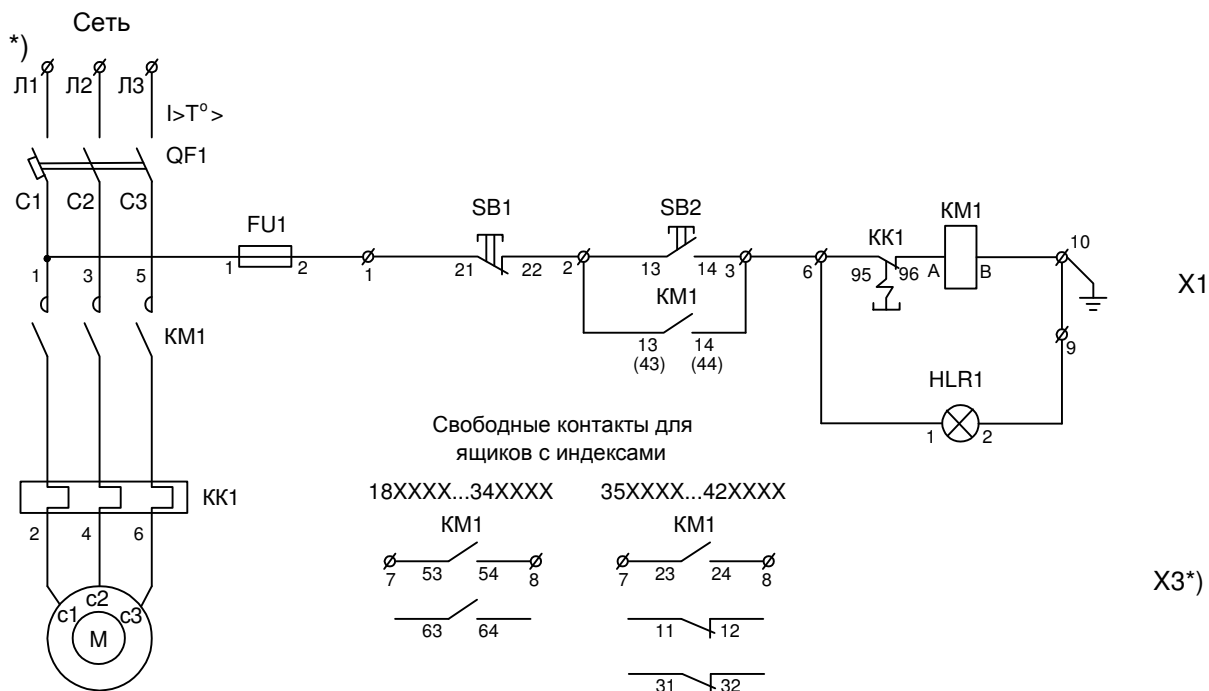 Сеть
*)
Л1 Л2 Л3
I>T°>
QF1
C1 C2 C3
FU1
SB1
SB2
KK1
KM1
10
1 3 5
1 2
1
21 22
2
13 14
3
6
95 96
A B
X1
KM1
KM1
13 14
(43) (44)
9
HLR1
1 2
Свободные контакты для
ящиков с индексами
18XXXX...34XXXX 35XXXX...42XXXX
KK1
KM1 KM1
2 4 6
7 53 54 8
7 23 24 8
X3*)
c1 c2 c3
M
63 64
11 12
31 32